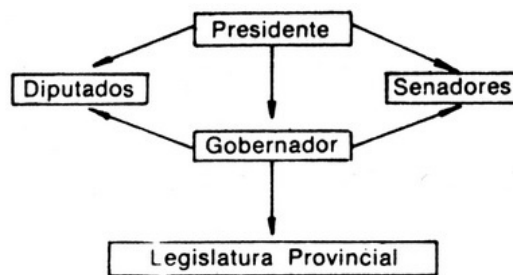 Presidente
Diputados
Senadores
Gobernador
Legislatura Provincial